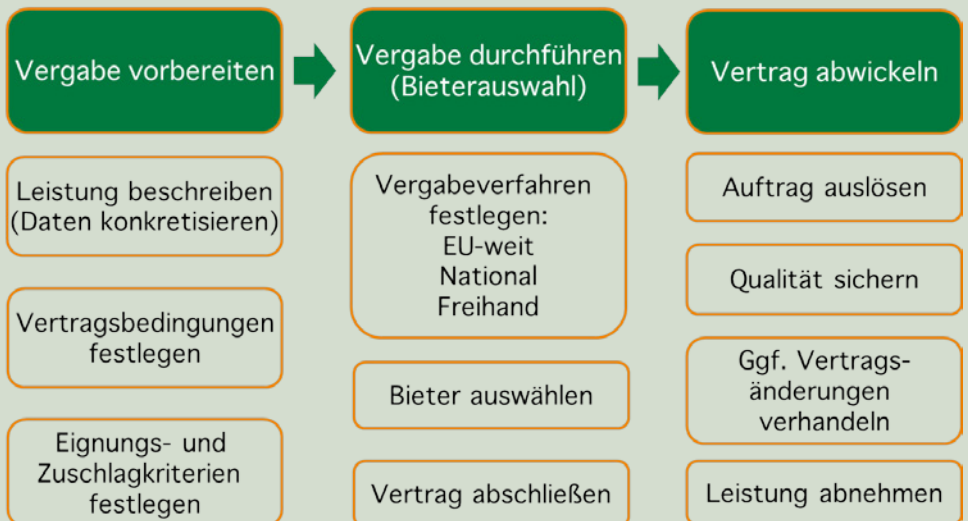 Vergabe vorbereiten
Vergabe durchführen
(Bieterauswahl)
Vertrag abwickeln
Leistung beschreiben
(Daten konkretisieren)
Vertragsbedingungen
festlegen
Eignungs- und
Zuschlagkriterien
festlegen
Vergabeverfahren
festlegen:
EU-weit
National
Freihand
Bieter auswählen
Vertrag abschließen
Auftrag auslösen
Qualität sichern
Ggf. Vertrags-
änderungen
verhandeln
Leistung abnehmen